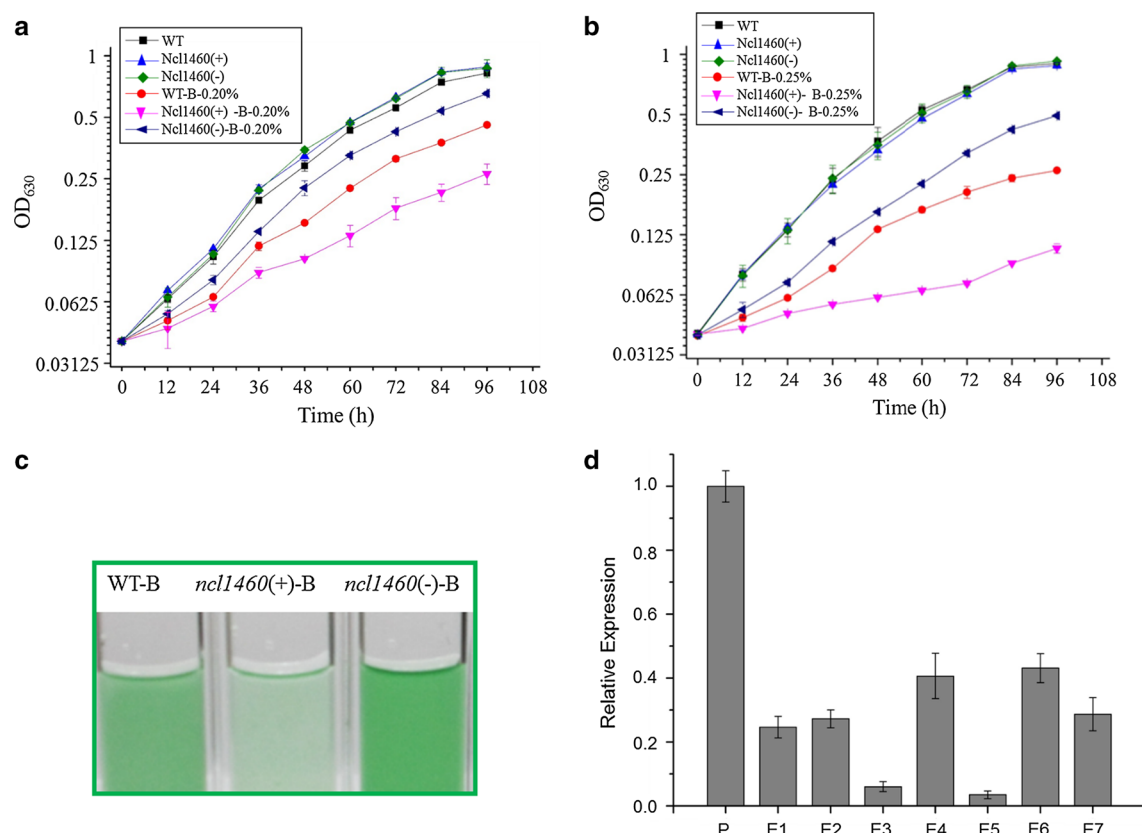 a
WT
Ncl1460(+)
Ncl1460(-)
WT-B-0.20%
Ncl1460(+) -B-0.20%
Ncl1460(-)-B-0.20%
1
0.5
0.25
0.125
0.0625
0.03125
OD630
0 12 24 36 48 60 72 84 96 108
Time (h)
b
WT
Ncl1460(+)
Ncl1460(-)
WT-B-0.25%
Ncl1460(+)- B-0.25%
Ncl1460(-)- B-0.25%
1
0.5
0.25
0.125
0.0625
0.03125
OD630
0 12 24 36 48 60 72 84 96 108
Time (h)
c
WT-B ncl1460(+)-B ncl1460(-)-B
d
1.0
0.8
0.6
0.4
0.2
0.0
Relative Expression
P E1 E2 E3 E4 E5 E6 E7